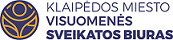 KLAIPĖDOS MIESTO
VISUOMENĖS
SVEIKATOS BIURAS